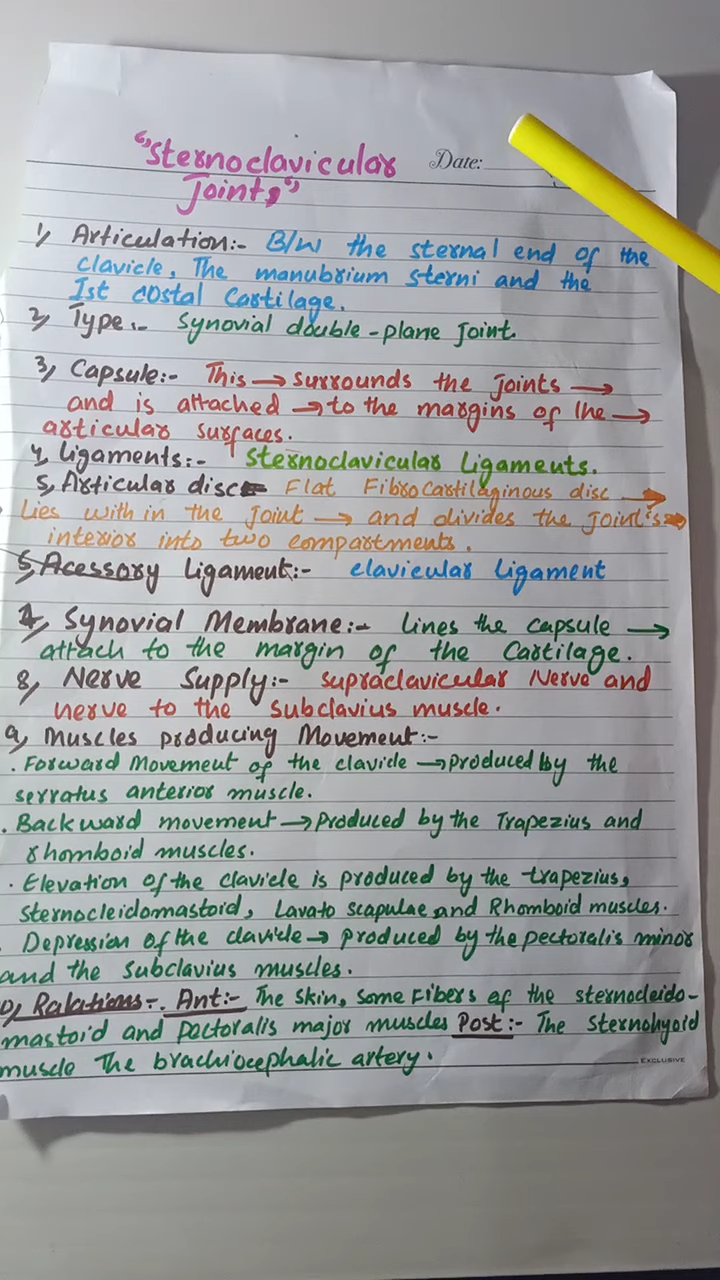 "Sternoclavicular
Date:
Joint,"
1, Articulation:- B/W the sternal end of the
clavicle, The manubrium sterni and the
Ist costal Cartilage.
2, Type:- Synovial double-plane Joint.
3, Capsule:- This → surrounds the Joints →
and is attached → to the margins of the →
articular surfaces.
4, Ligaments:- Sternoclavicular Ligaments.
5, Articular disc:- Flat Fibrocartilaginous disc →
Lies with in the Joint → and divides the joint's →
interior into two compartments.
5, Acessory Ligament:- clavicular Ligament
7, Synovial Membrane:- Lines the capsule →
attach to the margin of the Cartilage.
8, Nerve Supply:- Supraclavicular Nerve and
nerve to the Subclavius muscle.
9, Muscles producing Movement:-
. Forward Movement of the clavicle → produced by the
serratus anterior muscle.
. Backward movement → Produced by the Trapezius and
rhomboid muscles.
. Elevation of the clavicle is produced by the trapezius,
Sternocleidomastoid, Lavato scapulae, and Rhomboid muscles.
. Depression of the clavicle → produced by the pectoralis minor
and the Subclavius muscles.
0, Ralations-. Ant:- The Skin, Some Fibers of the sternocleido-
mastoid and pectoralis major muscles Post:- The Sternohyoid
muscle The brachiocephalic artery.
EXCLUSIVE